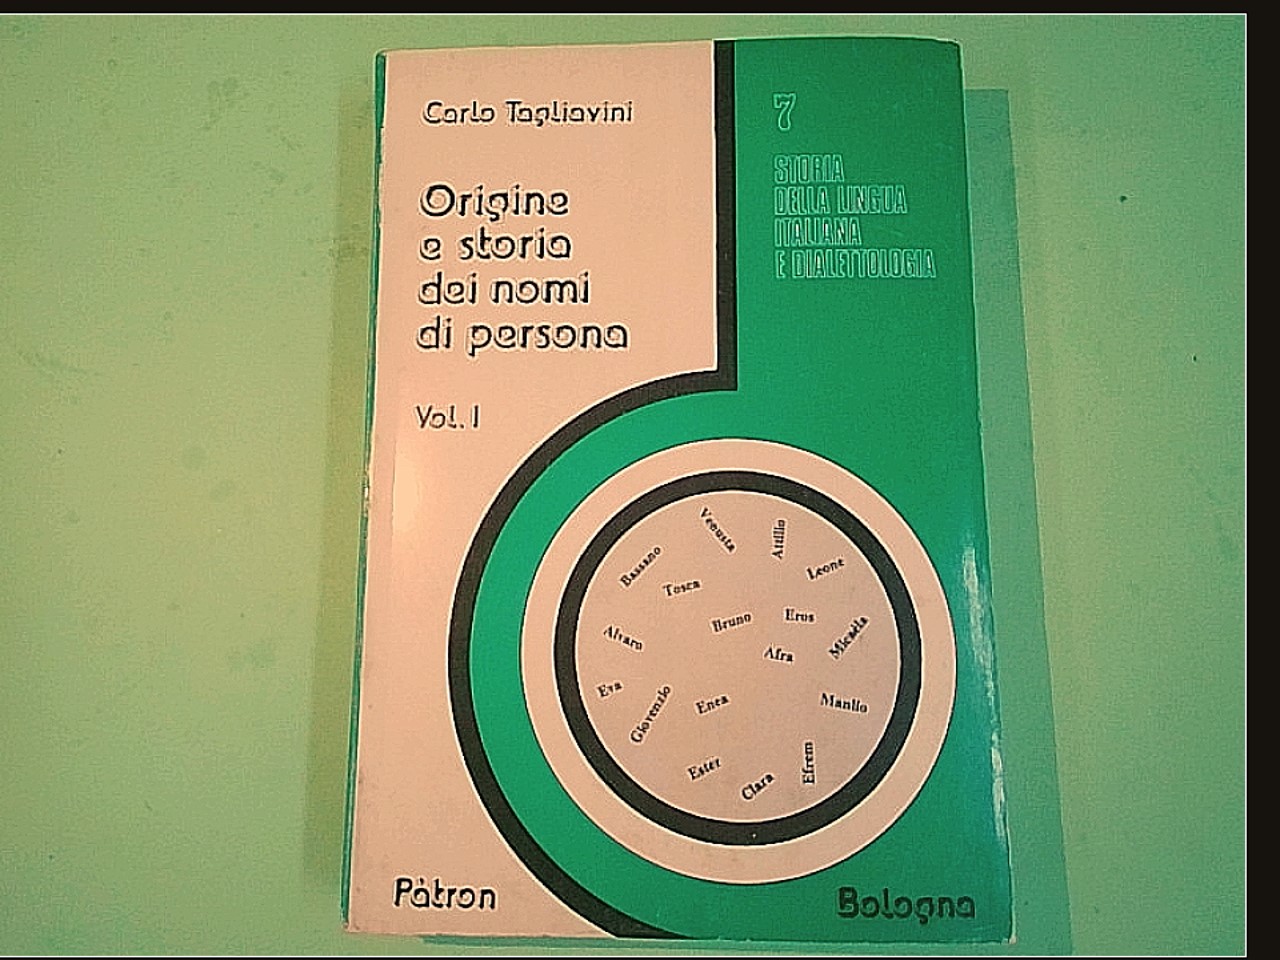 Carlo Tagliavini
Origine
e storia
dei nomi
di persona
Vol. I
7
STORIA
DELLA LINGUA
ITALIANA
E DIALETTOLOGIA
Venusta
Attilio
Bassano
Leone
Tosca
Bruno
Eros
Alvaro
Afra
Micaela
Eva
Giovenzio
Enea
Manlio
Ester
Clara
Efrem
Pàtron
Bologna